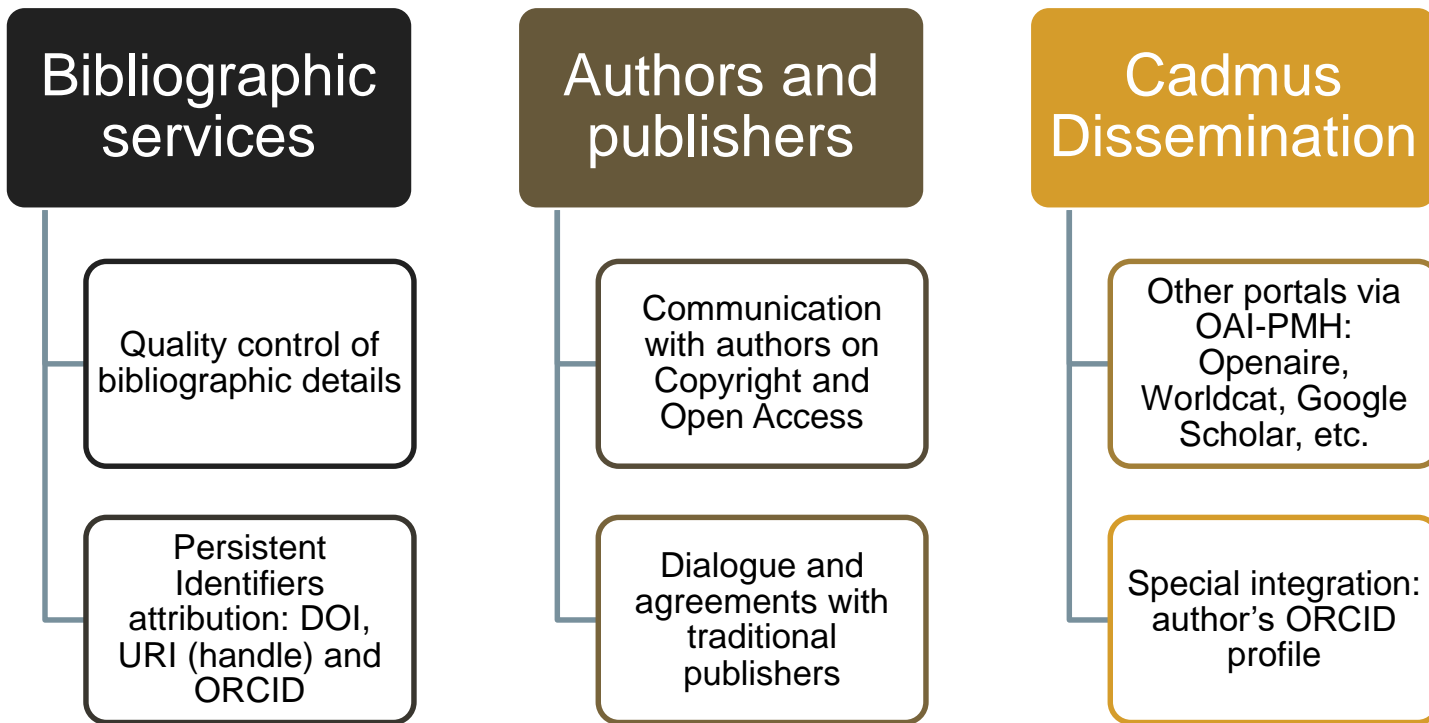 Bibliographic
services
Quality control of
bibliographic details
Persistent
Identifiers
attribution: DOI,
URI (handle) and
ORCID
Authors and
publishers
Communication
with authors on
Copyright and
Open Access
Dialogue and
agreements with
traditional
publishers
Cadmus
Dissemination
Other portals via
OAI-PMH:
Openaire,
Worldcat, Google
Scholar, etc.
Special integration:
author’s ORCID
profile